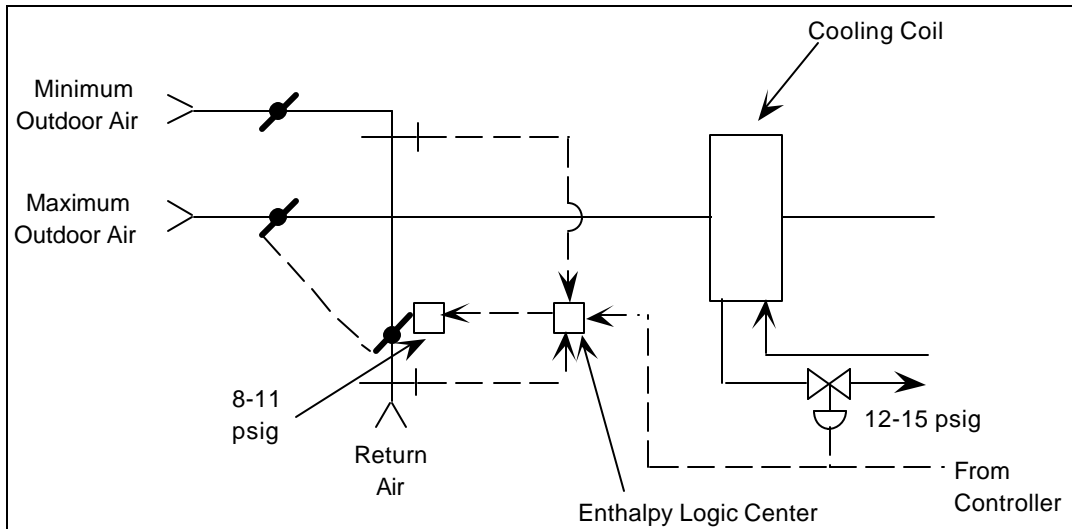 Cooling Coil
Minimum
Outdoor Air
Maximum
Outdoor Air
8-11
psig
Return
Air
12-15 psig
From
Controller
Enthalpy Logic Center